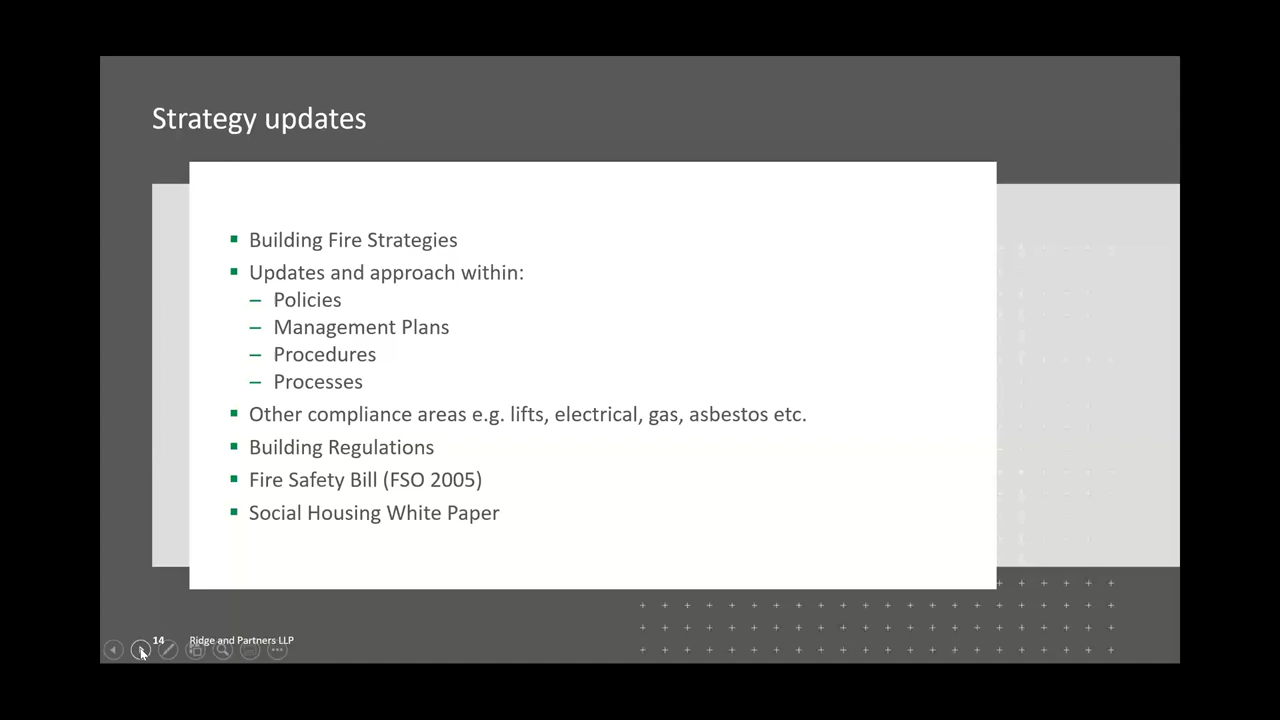 Strategy updates
Building Fire Strategies
Updates and approach within:
– Policies
– Management Plans
– Procedures
– Processes
Other compliance areas e.g. lifts, electrical, gas, asbestos etc.
Building Regulations
Fire Safety Bill (FSO 2005)
Social Housing White Paper
14 Ridge and Partners LLP